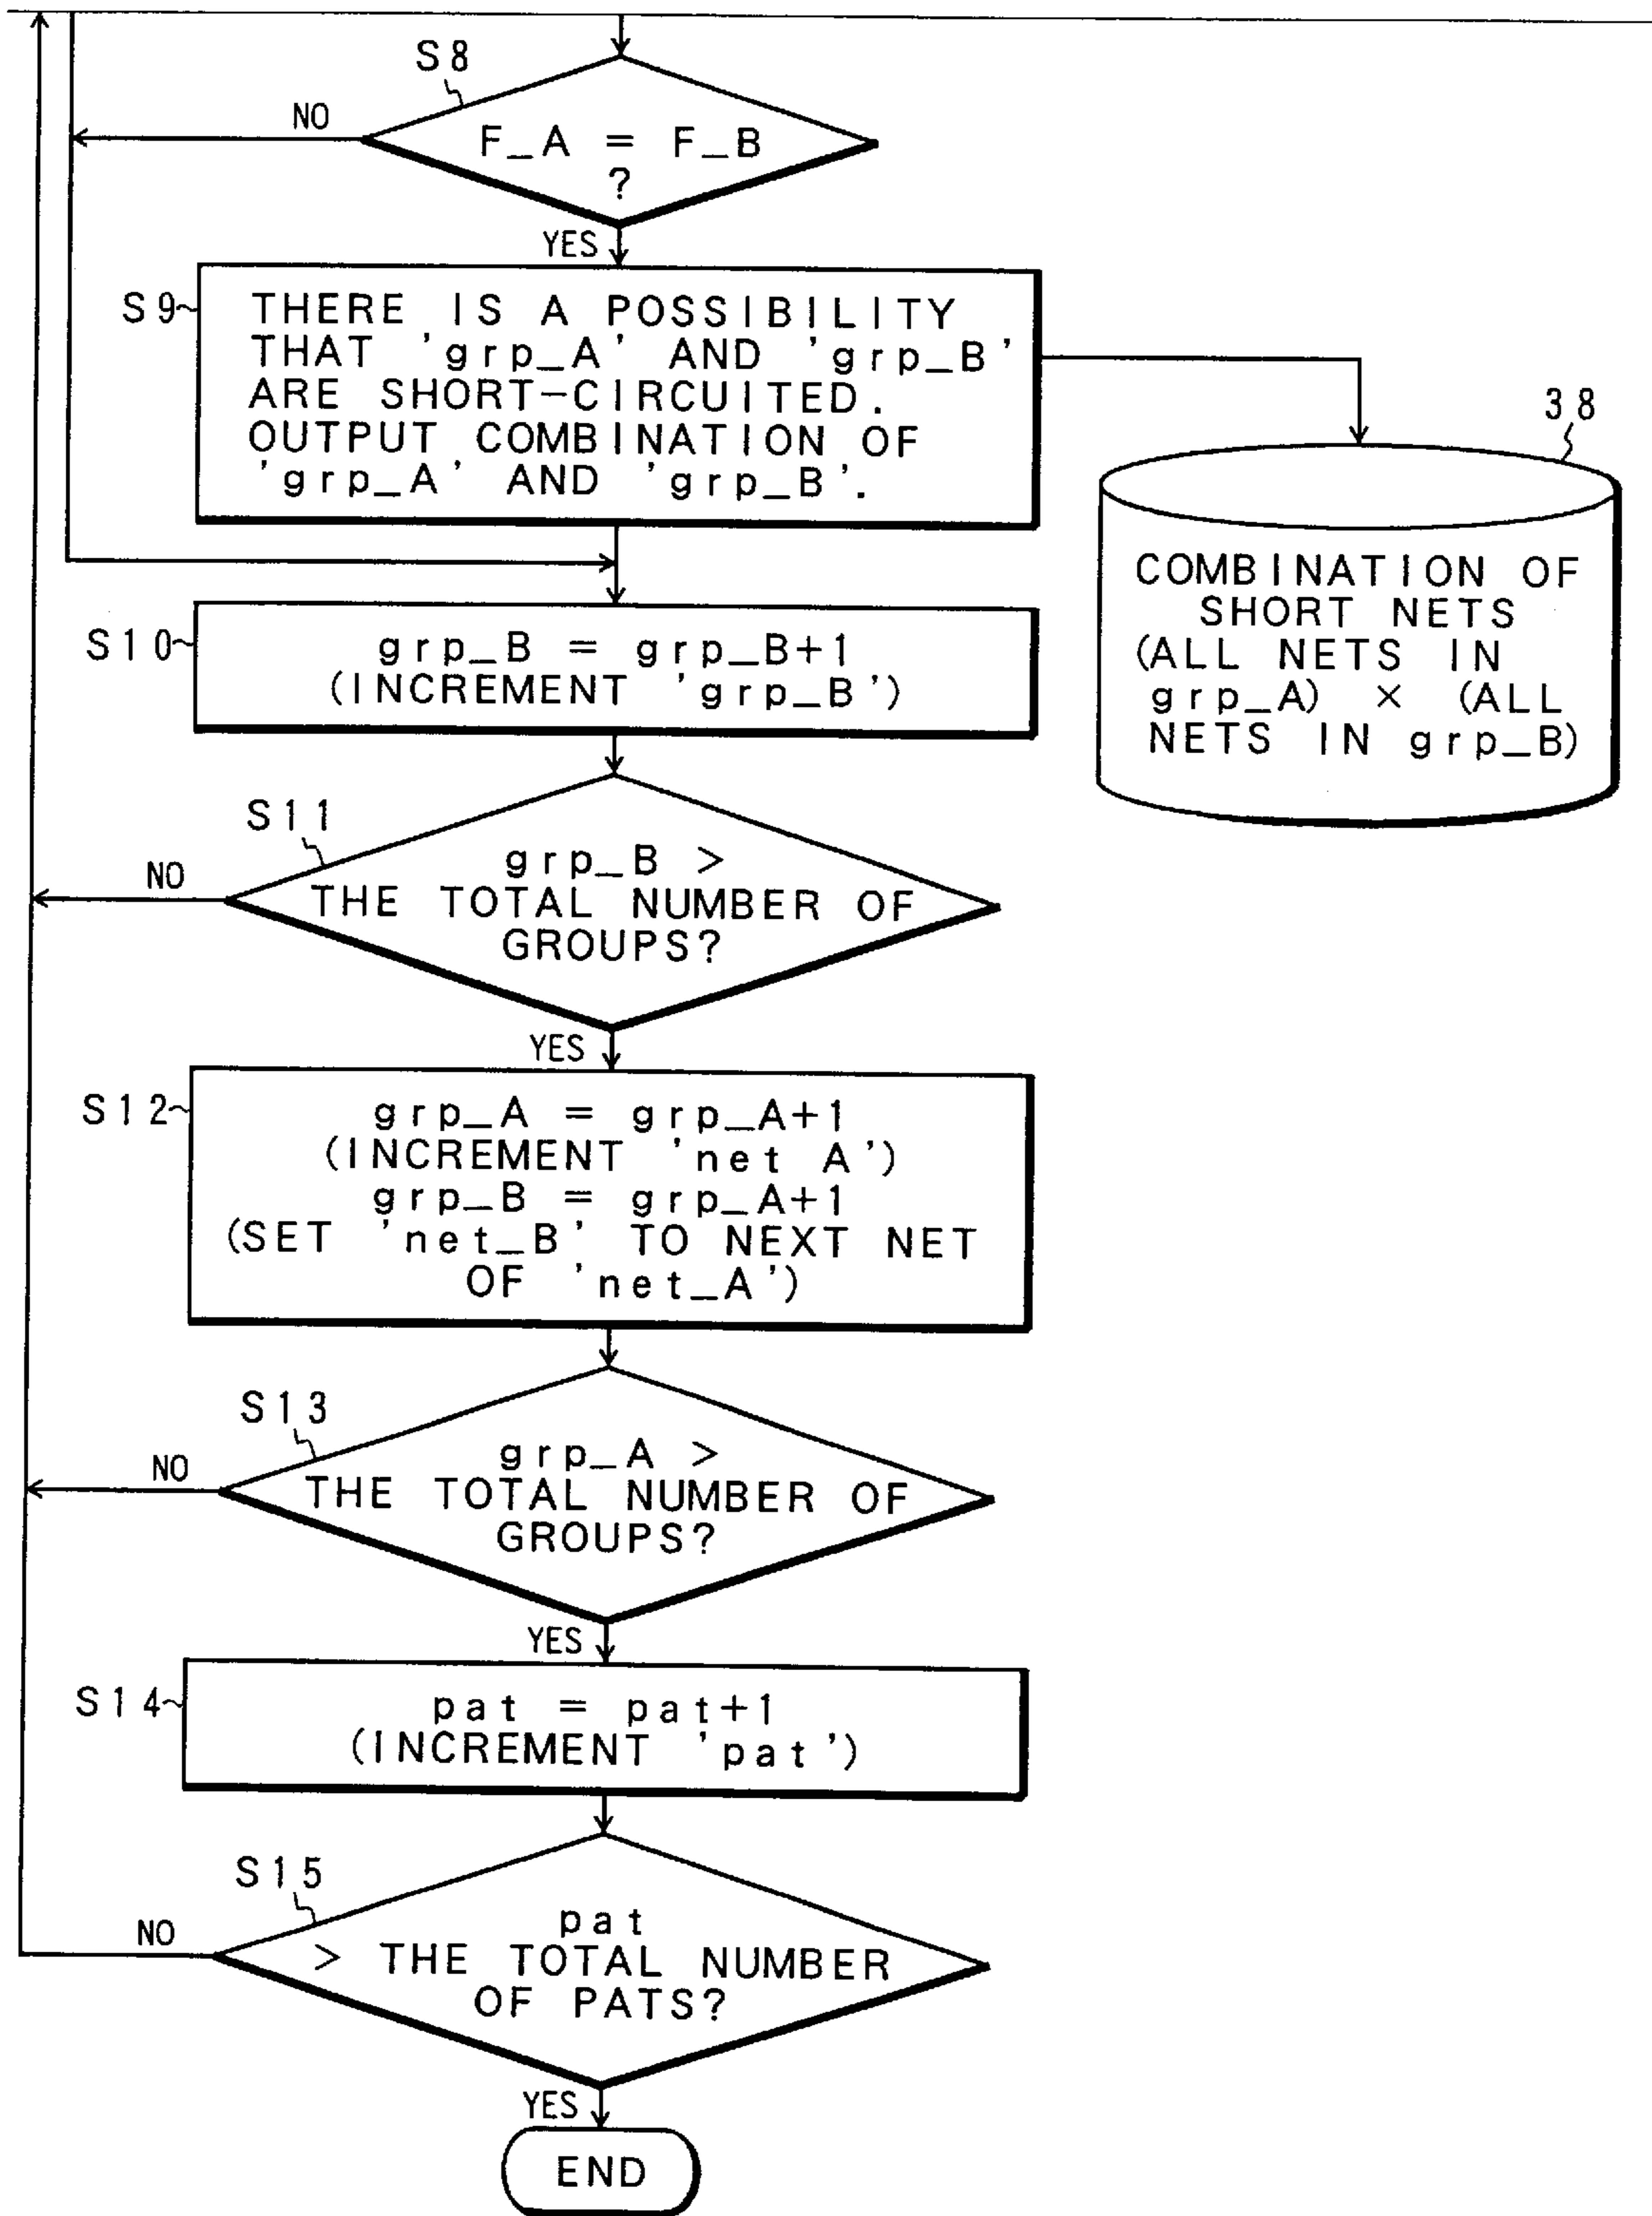 S8
NO
F_A = F_B
?
YES
S9
THERE IS A POSSIBILITY
THAT 'grp_A' AND 'grp_B'
ARE SHORT-CIRCUITED.
OUTPUT COMBINATION OF
'grp_A' AND 'grp_B'.
38
COMBINATION OF
SHORT NETS
(ALL NETS IN
grp_A) × (ALL
NETS IN grp_B)
S10
grp_B = grp_B+1
(INCREMENT 'grp_B')
S11
NO
grp_B >
THE TOTAL NUMBER OF
GROUPS?
YES
S12
grp_A = grp_A+1
(INCREMENT 'net A')
grp_B = grp_A+1
(SET 'net_B' TO NEXT NET
OF 'net_A')
S13
NO
grp_A >
THE TOTAL NUMBER OF
GROUPS?
YES
S14
pat = pat+1
(INCREMENT 'pat')
S15
NO
pat
> THE TOTAL NUMBER
OF PATS?
YES
END